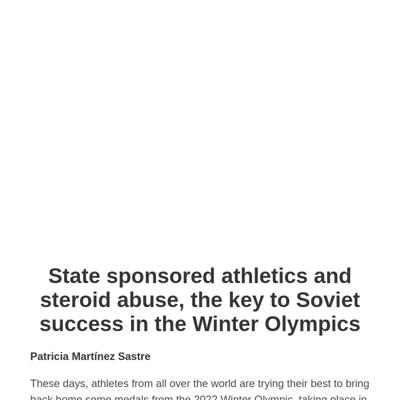 State sponsored athletics and
steroid abuse, the key to Soviet
success in the Winter Olympics
Patricia Martínez Sastre
These days, athletes from all over the world are trying their best to bring
back home some medals from the 2022 Winter Olympic, taking place in